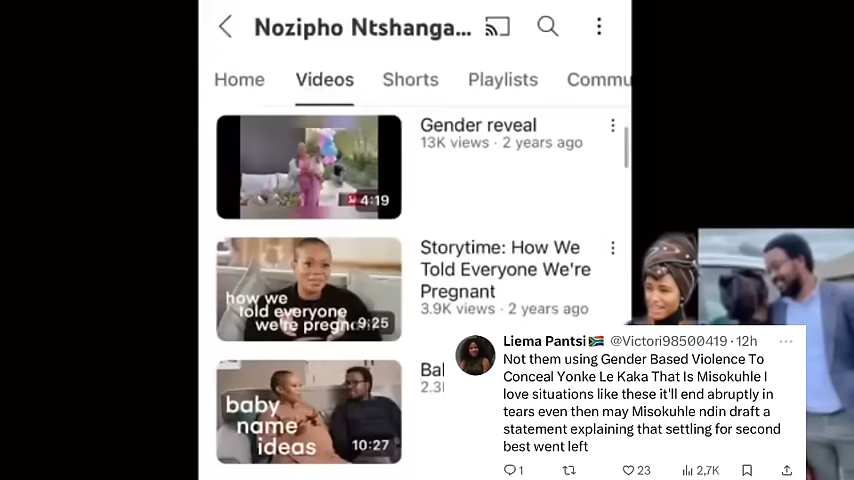 Nozipho Ntshanga...
Home Videos Shorts Playlists Commu
Gender reveal
13K views · 2 years ago
4:19
Storytime: How We
Told Everyone We're
Pregnant
3.9K views · 2 years ago
how we
told everyone
we're pregn
9:25
Bal
2.3
baby
name
ideas
10:27
Liema Pantsi🇿🇦 @Victori98500419 · 12h
Not them using Gender Based Violence To
Conceal Yonke Le Kaka That Is Misokuhle I
love situations like these it'll end abruptly in
tears even then may Misokuhle ndin draft a
statement explaining that settling for second
best went left
1 23 2,7K